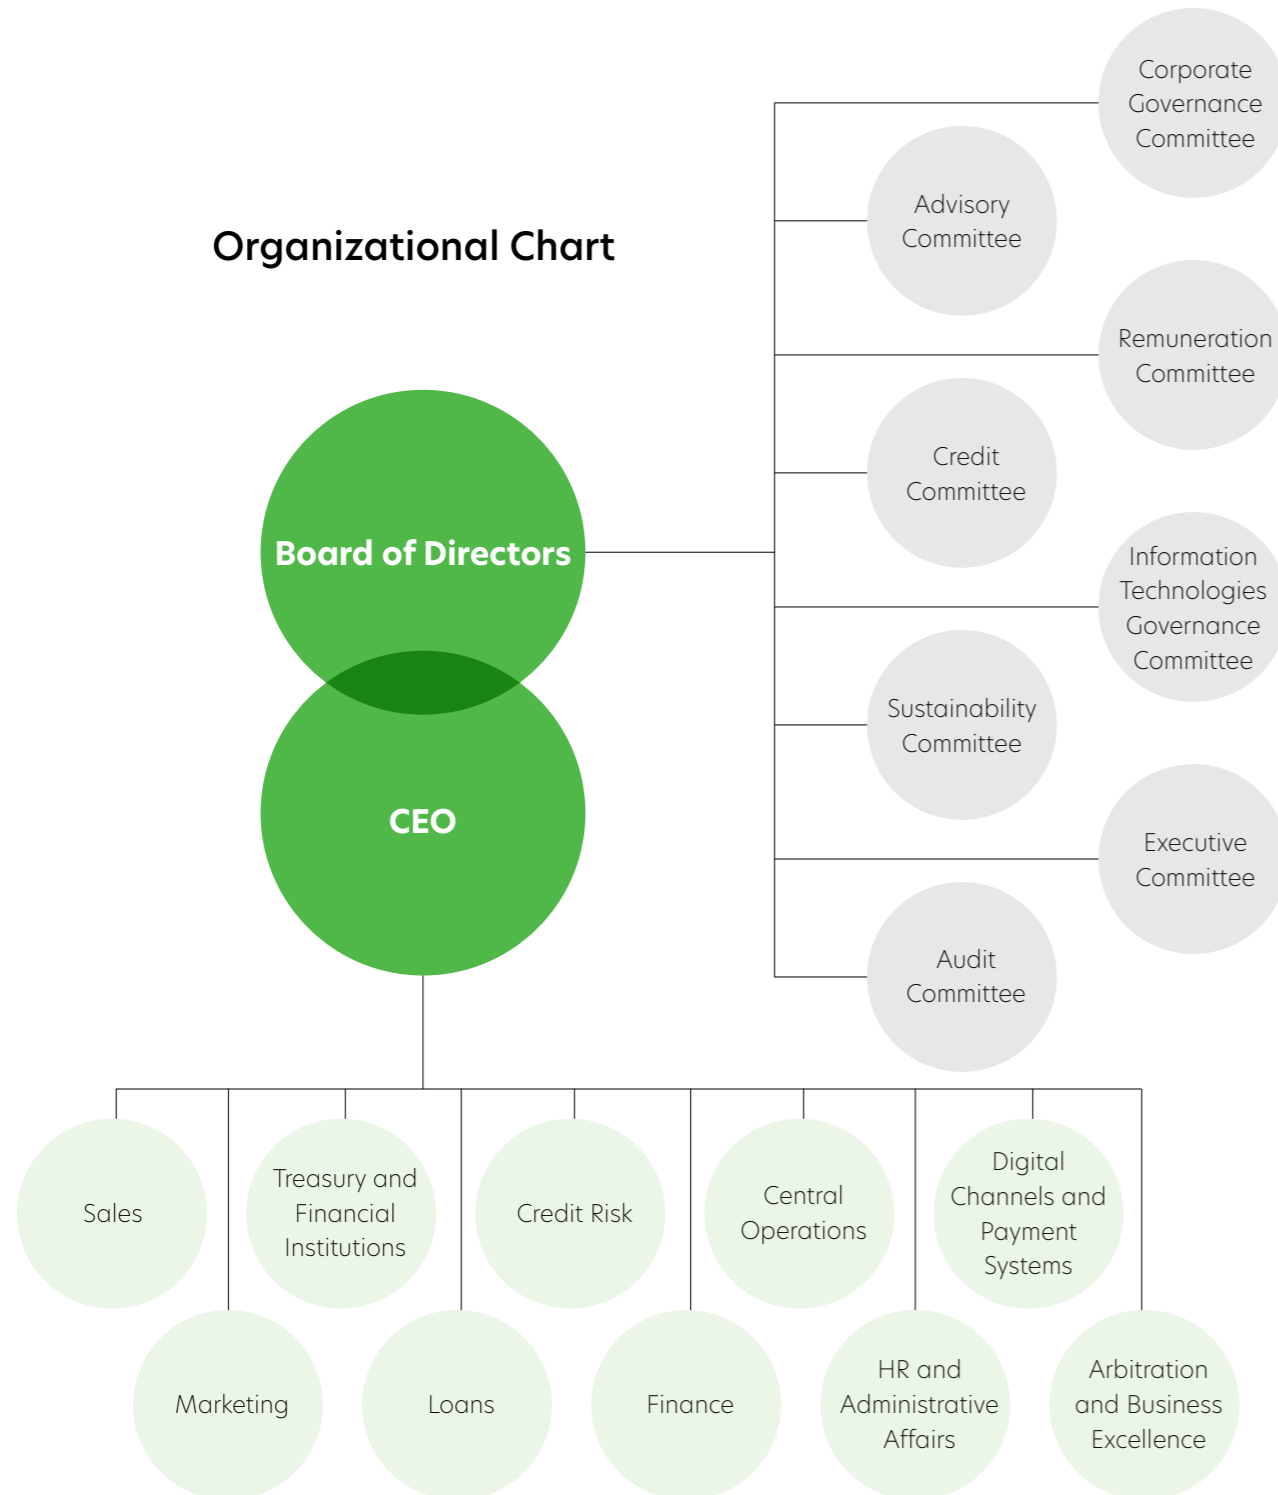 Organizational Chart
Corporate
Governance
Committee
Advisory
Committee
Remuneration
Committee
Credit
Committee
Board of Directors
Information
Technologies
Governance
Committee
Sustainability
Committee
CEO
Executive
Committee
Audit
Committee
Sales
Treasury and
Financial
Institutions
Credit Risk
Central
Operations
Digital
Channels and
Payment
Systems
Marketing
Loans
Finance
HR and
Administrative
Affairs
Arbitration
and Business
Excellence